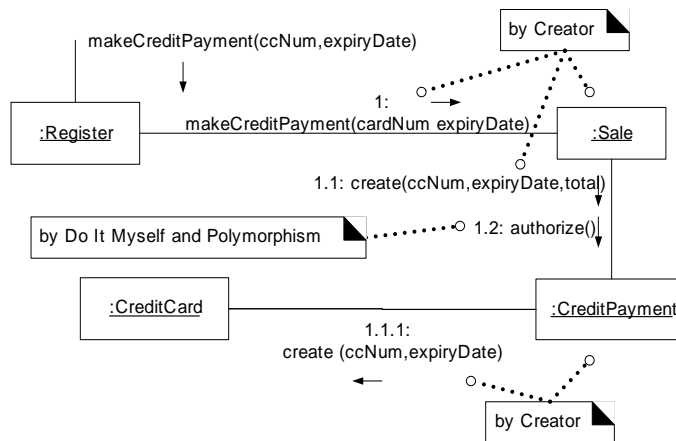 makeCreditPayment(ccNum,expiryDate)
by Creator
1:
makeCreditPayment(cardNum expiryDate)
:Register
:Sale
1.1: create(ccNum,expiryDate,total)
by Do It Myself and Polymorphism
1.2: authorize()
:CreditCard
:CreditPayment
1.1.1:
create (ccNum,expiryDate)
by Creator